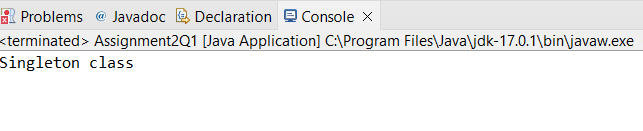 Problems @ Javadoc Declaration Console
<terminated> Assignment2Q1 [Java Application] C:\Program Files\Java\jdk-17.0.1\bin\javaw.exe
Singleton class